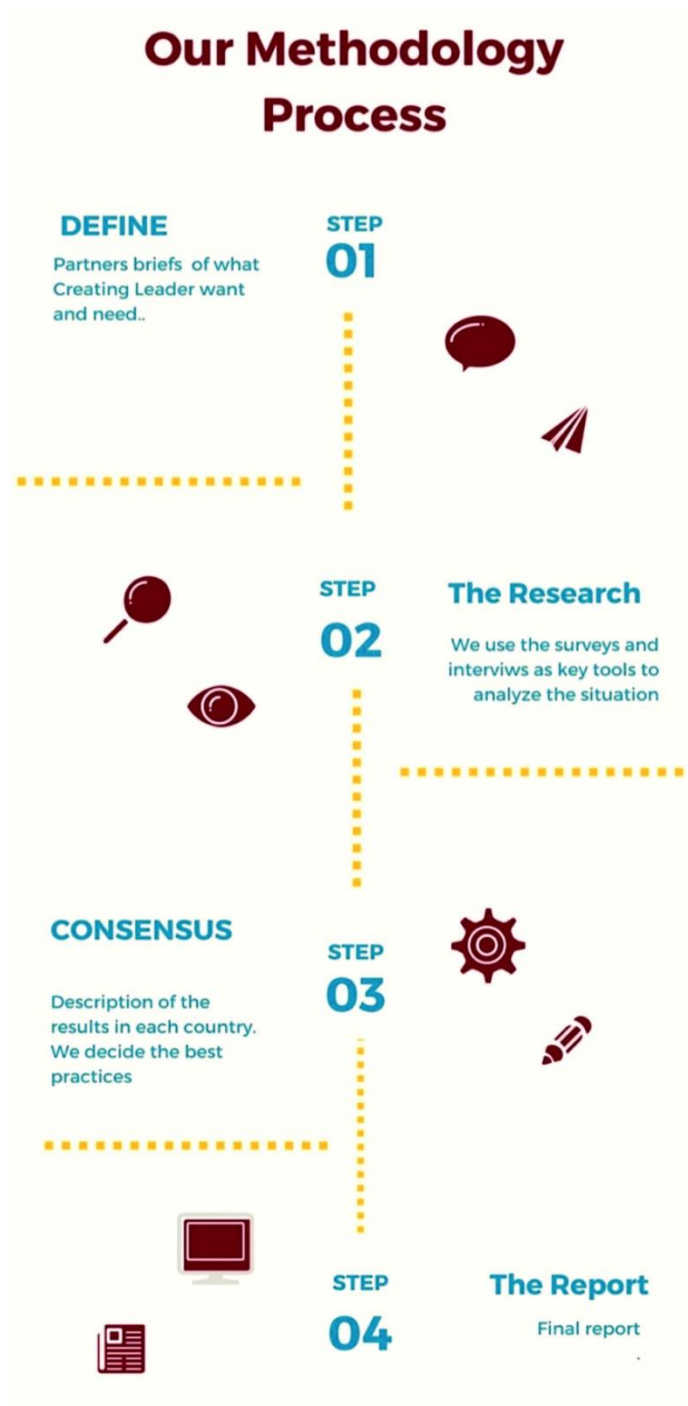 Our Methodology
Process
DEFINE
Partners briefs of what
Creating Leader want
and need..
STEP
01
STEP
02
The Research
We use the surveys and
interviws as key tools to
analyze the situation
CONSENSUS
Description of the
results in each country.
We decide the best
practices
STEP
03
STEP
04
The Report
Final report
.